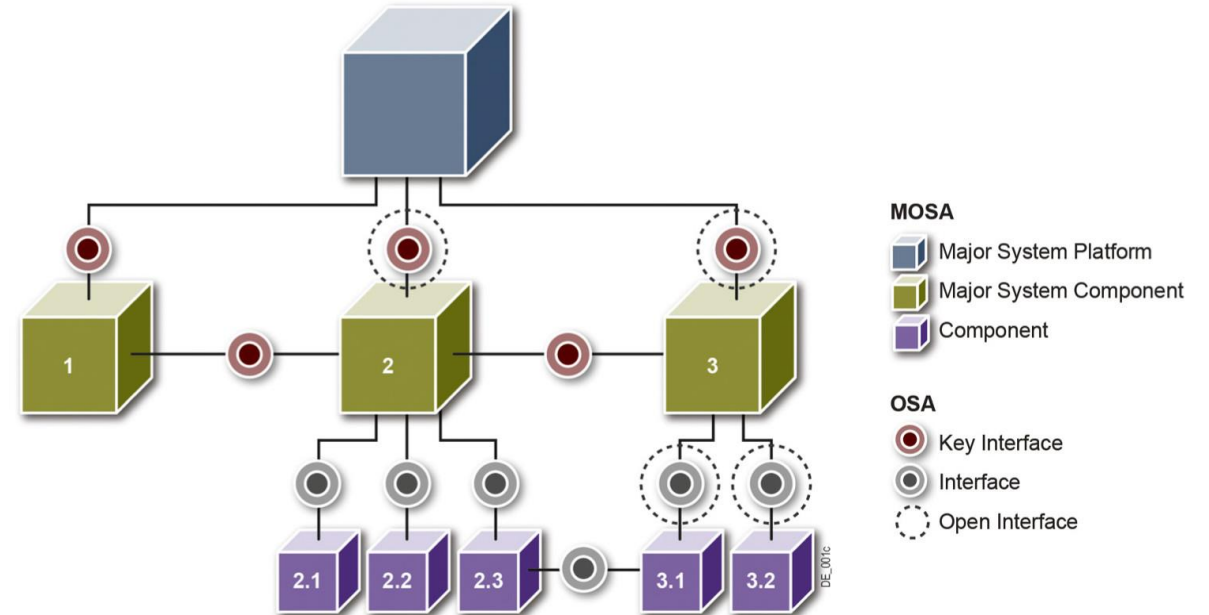 MOSA
Major System Platform
Major System Component
Component
OSA
Key Interface
Interface
Open Interface
1
2
3
2.1
2.2
2.3
3.1
3.2
DE_001c